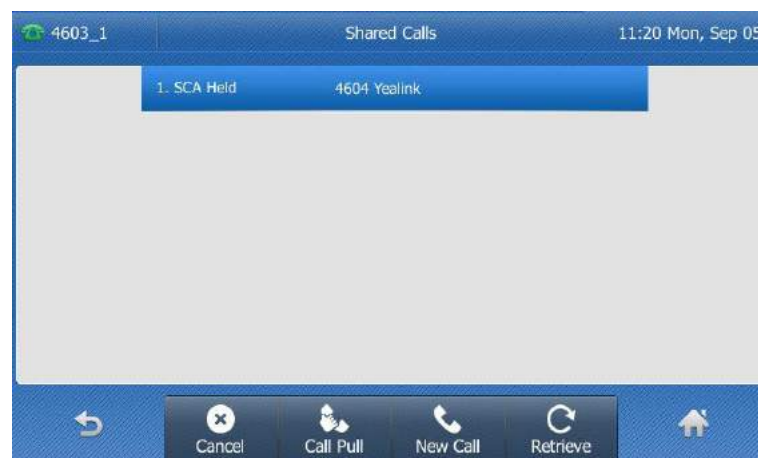 4603_1 Shared Calls 11:20 Mon, Sep 05
1. SCA Held 4604 Yealink
Cancel Call Pull New Call Retrieve